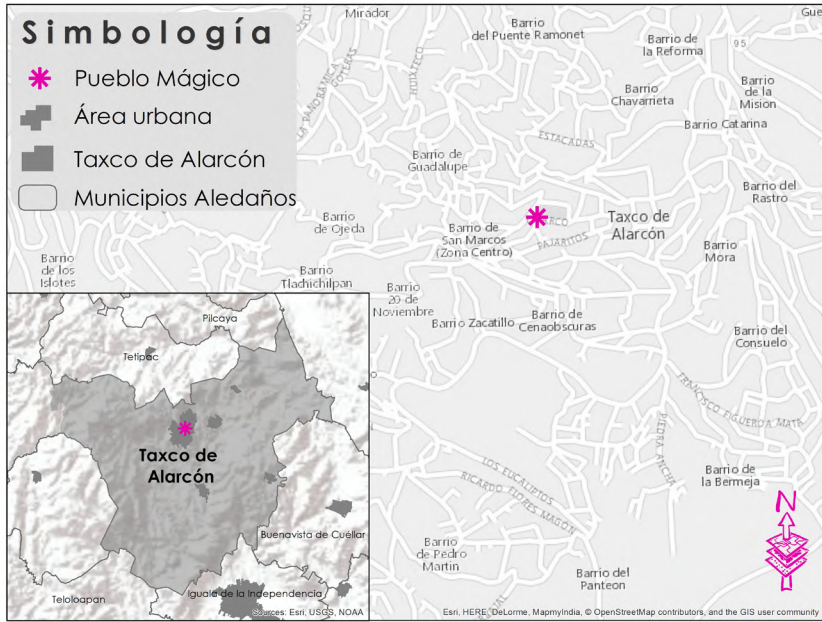 Simbología
Pueblo Mágico
Área urbana
Taxco de Alarcón
Municipios Aledaños
Mirador
Barrio
del Puente Ramonet
Barrio de
la Reforma
95
Gue
HUIXTECO
LA PANORÁMICA
GOTERAS
Barrio
Chavarrieta
Barrio
de la
Mision
Barrio Catarina
ESTACADAS
Barrio de
Guadalupe
Barrio del
Rastro
Barrio
de Ojeda
Barrio de
San Marcos
(Zona Centro)
PAJARITOS
Taxco de
Alarcón
Barrio
Mora
Barrio
de los
Islotes
Barrio
Tlachichilpan
Barrio
20 de
Noviembre
Barrio Zacatillo
Barrio de
Cenaobscuras
Barrio del
Consuelo
FRANCISCO FIGUEROA MATA
PIEDRA ANCHA
LOS EUCALIPTOS
RICARDO FLORES MAGON
Barrio de
la Bermeja
Barrio
de Pedro
Martin
Barrio del
Panteon
N
Pilcaya
Tetipac
Taxco de
Alarcón
Buenavista de Cuéllar
Teloloapan
Iguala de la Independencia
Sources: Esri, USGS, NOAA
Esri, HERE, DeLorme, MapmyIndia, © OpenStreetMap contributors, and the GIS user community